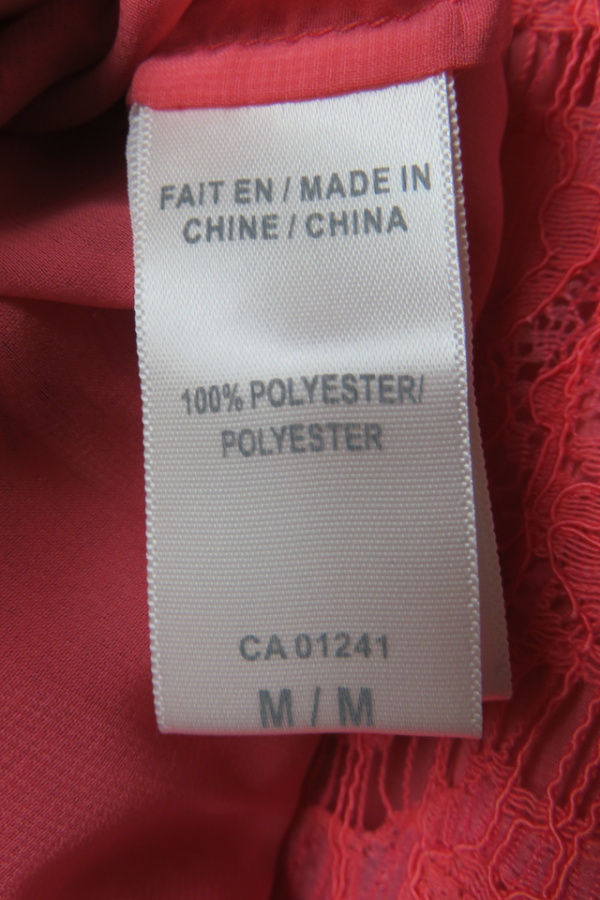 FAIT EN / MADE IN
CHINE / CHINA
100% POLYESTER/
POLYESTER
CA 01241
M / M